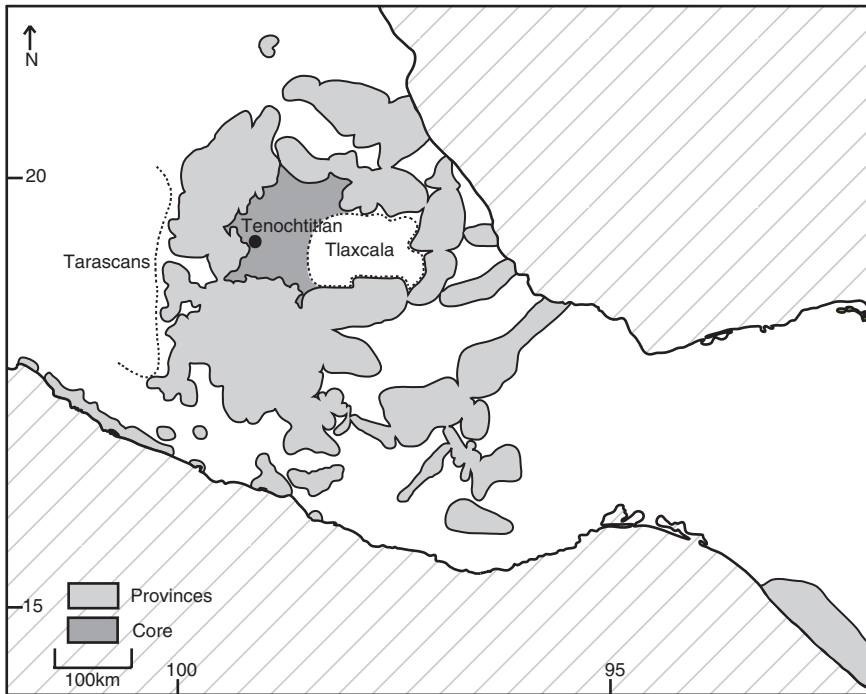 N
20
Tenochtitlan
Tlaxcala
Tarascans
Provinces
15
Core
100km
100
95